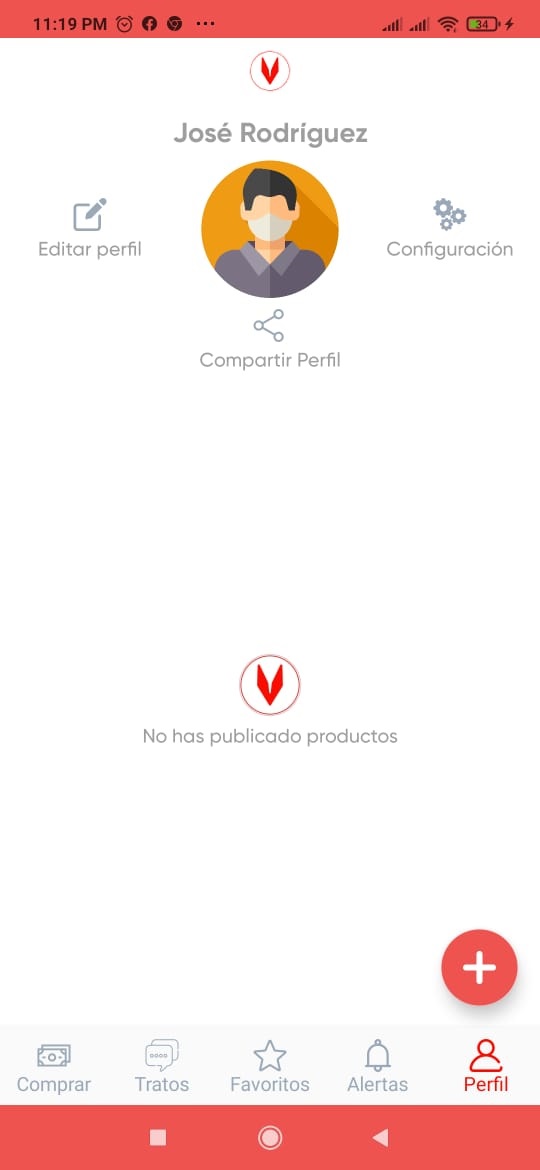 11:19 PM
34
José Rodríguez
Editar perfil
Configuración
Compartir Perfil
No has publicado productos
Comprar
Tratos
Favoritos
Alertas
Perfil